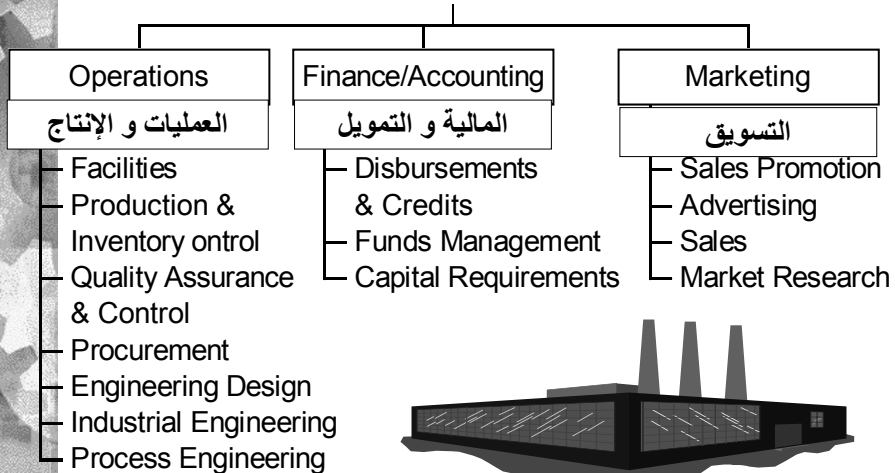 Operations
العمليات و الإنتاج
Facilities
Production &
Inventory ontrol
Quality Assurance
& Control
Procurement
Engineering Design
Industrial Engineering
Process Engineering
Finance/Accounting
المالية و التمويل
Disbursements
& Credits
Funds Management
Capital Requirements
Marketing
التسويق
Sales Promotion
Advertising
Sales
Market Research